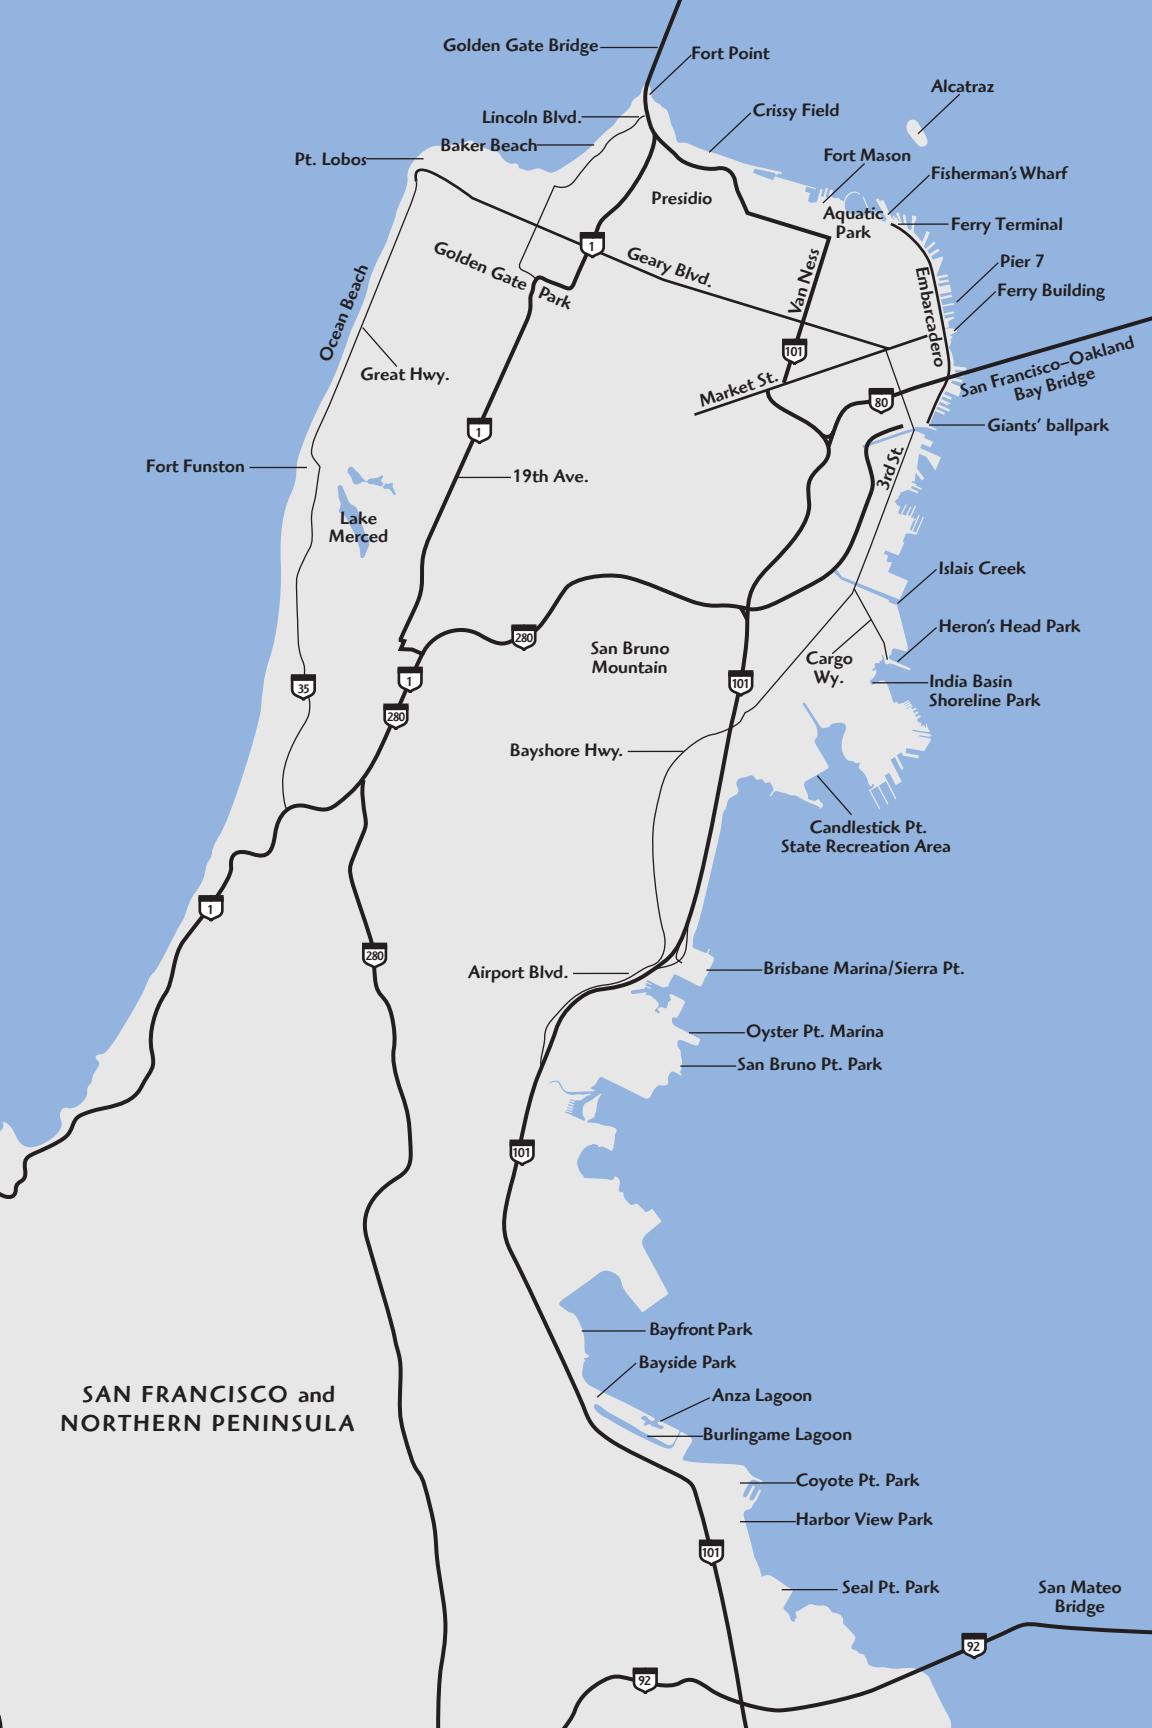 Golden Gate Bridge
Fort Point
Alcatraz
Lincoln Blvd.
Crissy Field
Baker Beach
Pt. Lobos
Fort Mason
Fisherman's Wharf
Presidio
Aquatic
Park
Ferry Terminal
1
Golden Gate Park
Geary Blvd.
Van Ness
Embarcadero
Pier 7
Ferry Building
Ocean Beach
Great Hwy.
101
Market St.
80
San Francisco–Oakland
Bay Bridge
1
Giants' ballpark
Fort Funston
19th Ave.
3rd St.
Lake
Merced
Islais Creek
280
San Bruno
Mountain
Heron's Head Park
Cargo
Wy.
35
1
101
India Basin
Shoreline Park
280
Bayshore Hwy.
Candlestick Pt.
State Recreation Area
1
280
Airport Blvd.
Brisbane Marina/Sierra Pt.
Oyster Pt. Marina
San Bruno Pt. Park
101
Bayfront Park
Bayside Park
SAN FRANCISCO and
NORTHERN PENINSULA
Anza Lagoon
Burlingame Lagoon
Coyote Pt. Park
Harbor View Park
101
Seal Pt. Park
San Mateo
Bridge
92
92